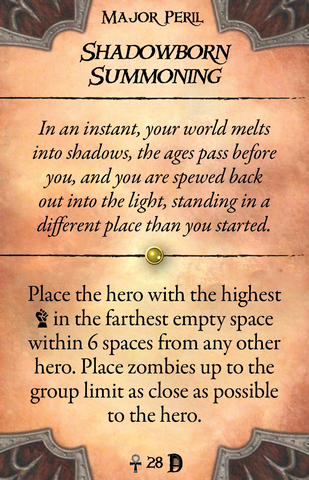 Major Peril
Shadowborn
Summoning
In an instant, your world melts
into shadows, the ages pass before
you, and you are spewed back
out into the light, standing in a
different place than you started.
Place the hero with the highest
in the farthest empty space
within 6 spaces from any other
hero. Place zombies up to the
group limit as close as possible
to the hero.
28 D